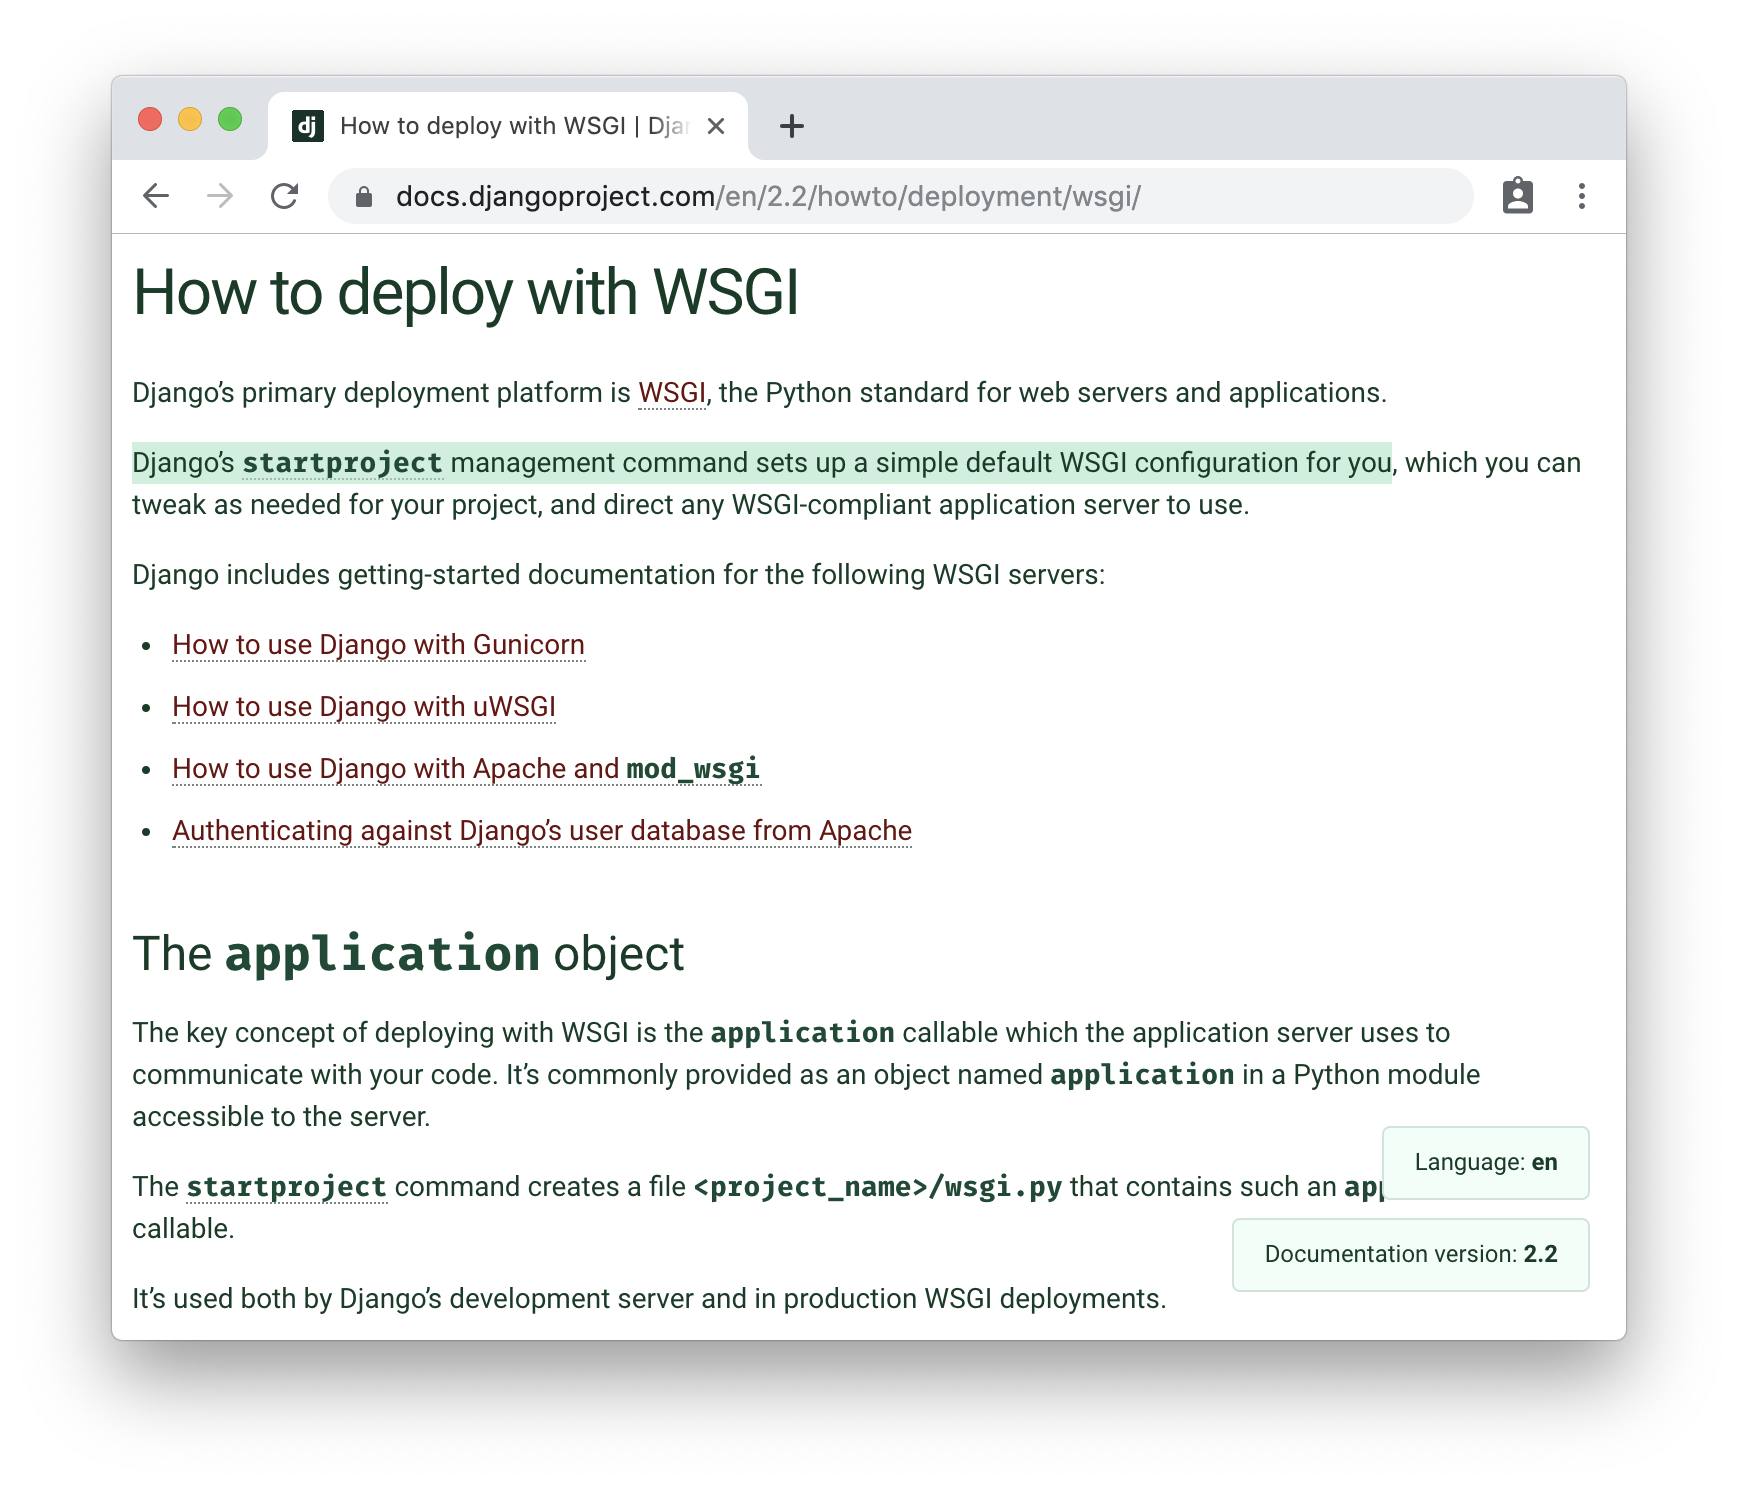 dj How to deploy with WSGI |
docs.djangoproject.com/en/2.2/howto/deployment/wsgi/
How to deploy with WSGI
Django’s primary deployment platform is WSGI, the Python standard for web servers and applications.
Django’s startproject management command sets up a simple default WSGI configuration for you, which you can
tweak as needed for your project, and direct any WSGI-compliant application server to use.
Django includes getting-started documentation for the following WSGI servers:
• How to use Django with Gunicorn
• How to use Django with uWSGI
• How to use Django with Apache and mod_wsgi
• Authenticating against Django’s user database from Apache
The application object
The key concept of deploying with WSGI is the application callable which the application server uses to
communicate with your code. It’s commonly provided as an object named application in a Python module
accessible to the server.
The startproject command creates a file <project_name>/wsgi.py that contains such an
callable.
It’s used both by Django’s development server and in production WSGI deployments.
Language: en
Documentation version: 2.2